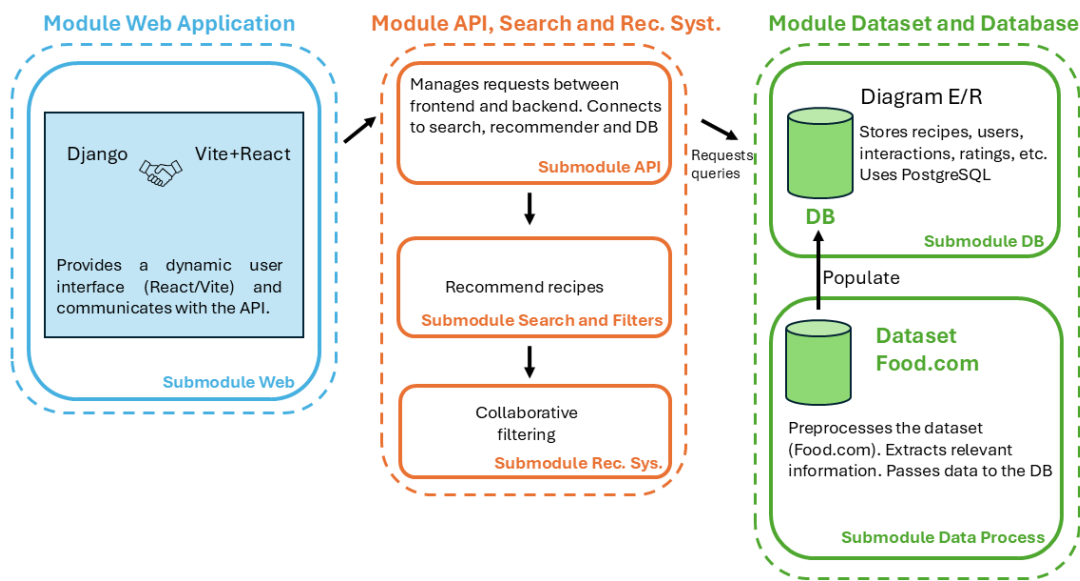 Module Web Application
Django
Vite+React
Provides a dynamic user
interface (React/Vite) and
communicates with the API.
Submodule Web
Module API, Search and Rec. Syst.
Manages requests between
frontend and backend. Connects
to search, recommender and DB
Submodule API
Recommend recipes
Submodule Search and Filters
Collaborative
filtering
Submodule Rec. Sys.
Requests
queries
Module Dataset and Database
Diagram E/R
Stores recipes, users,
interactions, ratings, etc.
Uses PostgreSQL
DB
Submodule DB
Populate
Dataset
Food.com
Preprocesses the dataset
(Food.com). Extracts relevant
information. Passes data to the DB
Submodule Data Process